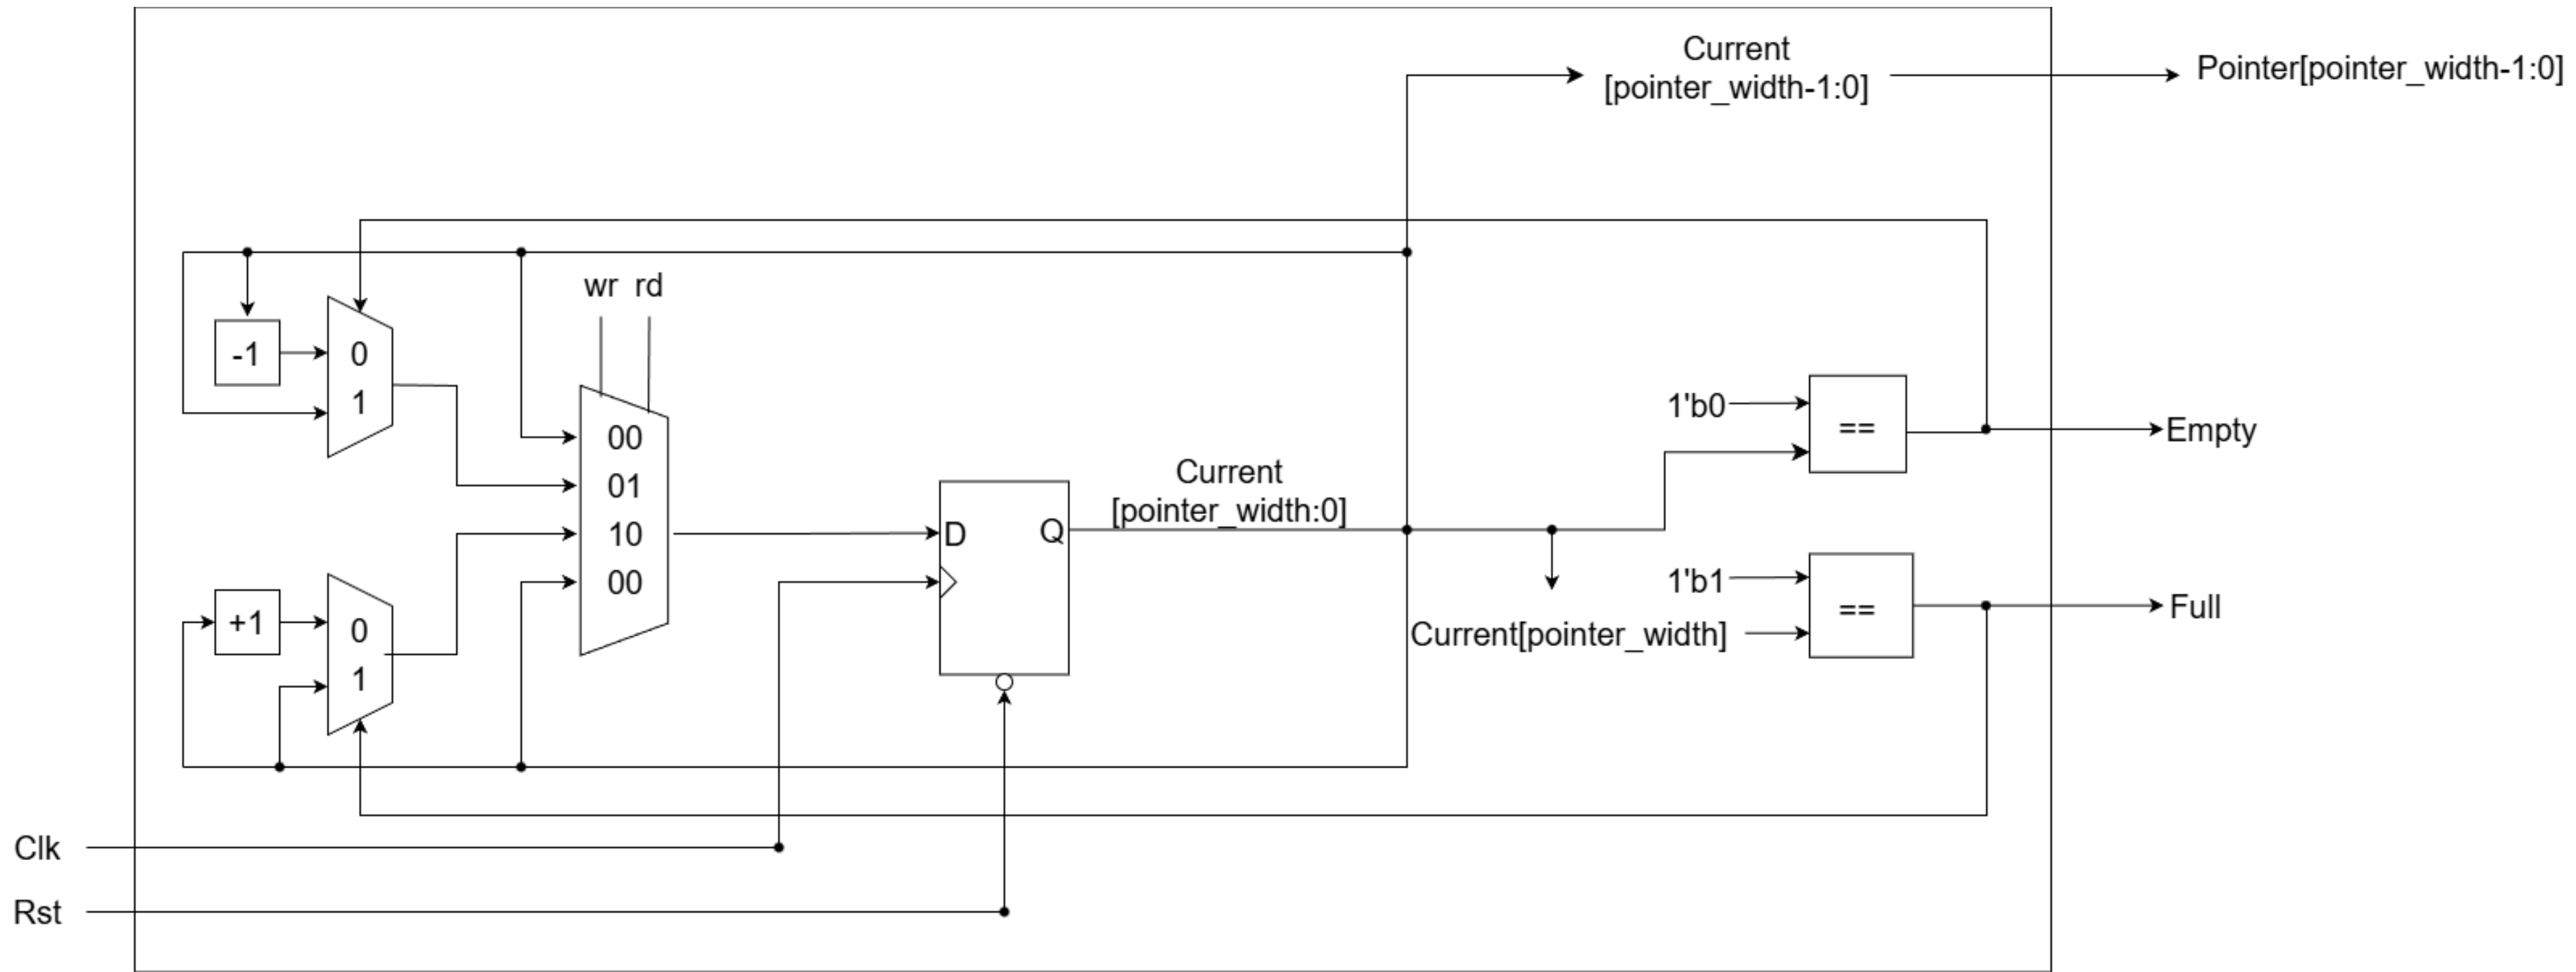 Current
[pointer_width-1:0]
Pointer[pointer_width-1:0]
wr rd
-1
0
1
00
01
10
00
+1
0
1
D
Q
Current
[pointer_width:0]
1'b0
==
Empty
1'b1
==
Full
Current[pointer_width]
Clk
Rst